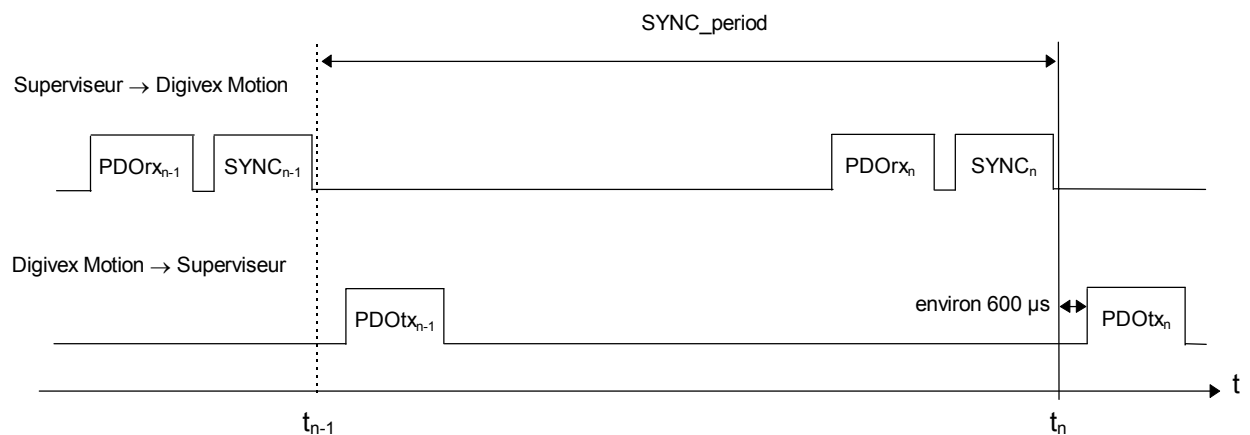 SYNC_period
Superviseur → Digivex Motion
PDOrxn-1 SYNCn-1 PDOrxn SYNCn
Digivex Motion → Superviseur
environ 600 µs
PDOtxn-1 PDOtxn
t
tn-1 tn